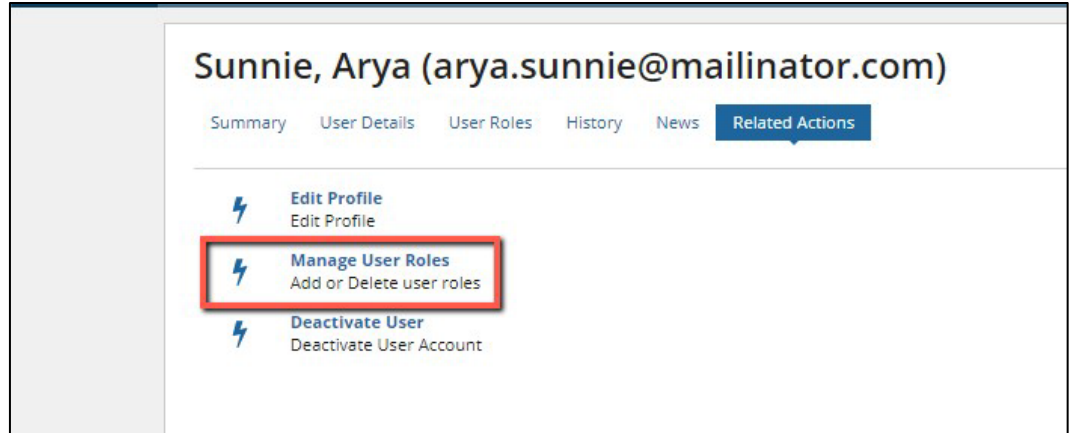 Sunnie, Arya (arya.sunnie@mailinator.com)
Summary User Details User Roles History News Related Actions
Edit Profile
Edit Profile
Manage User Roles
Add or Delete user roles
Deactivate User
Deactivate User Account